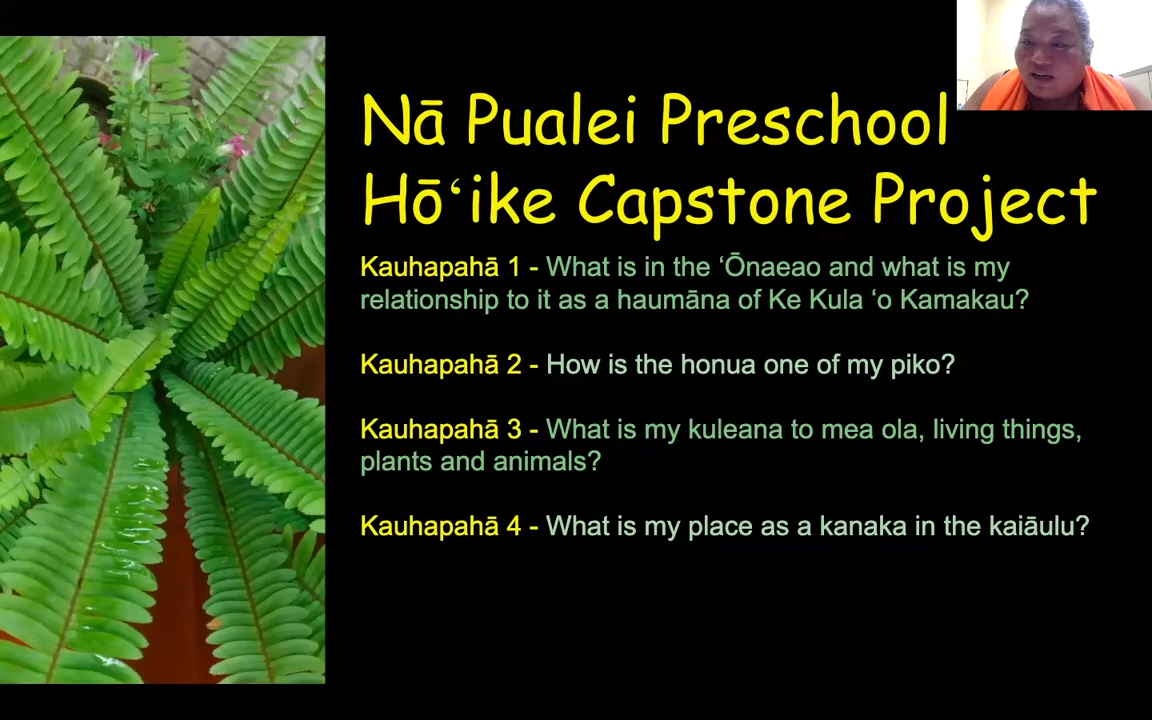 Nā Pualei Preschool
Hōʻike Capstone Project
Kauhapahā 1 - What is in the ʻŌnaeao and what is my
relationship to it as a haumāna of Ke Kula ʻo Kamakau?
Kauhapahā 2 - How is the honua one of my piko?
Kauhapahā 3 - What is my kuleana to mea ola, living things,
plants and animals?
Kauhapahā 4 - What is my place as a kanaka in the kaiāulu?